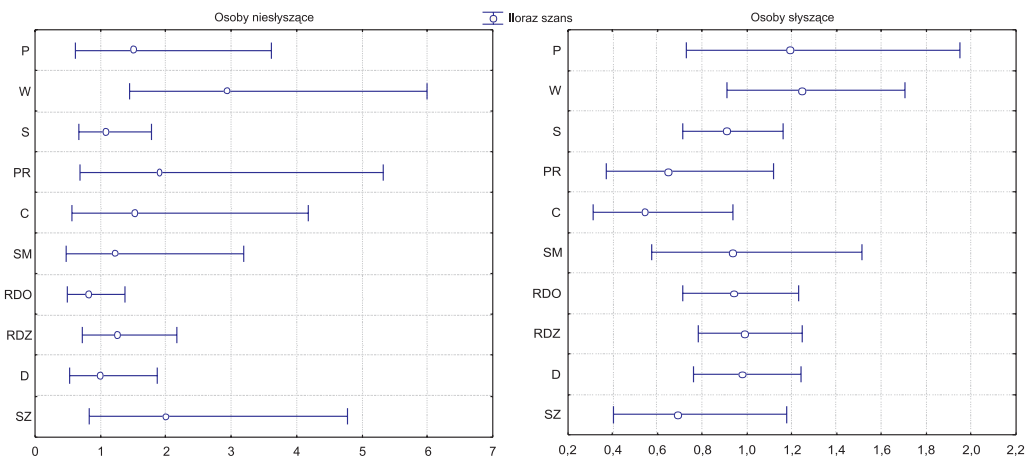 Osoby niesłyszące
Iloraz szans
Osoby słyszące
P
W
S
PR
C
SM
RDO
RDZ
D
SZ
0 1 2 3 4 5 6 7
P
W
S
PR
C
SM
RDO
RDZ
D
SZ
0,2 0,4 0,6 0,8 1,0 1,2 1,4 1,6 1,8 2,0 2,2